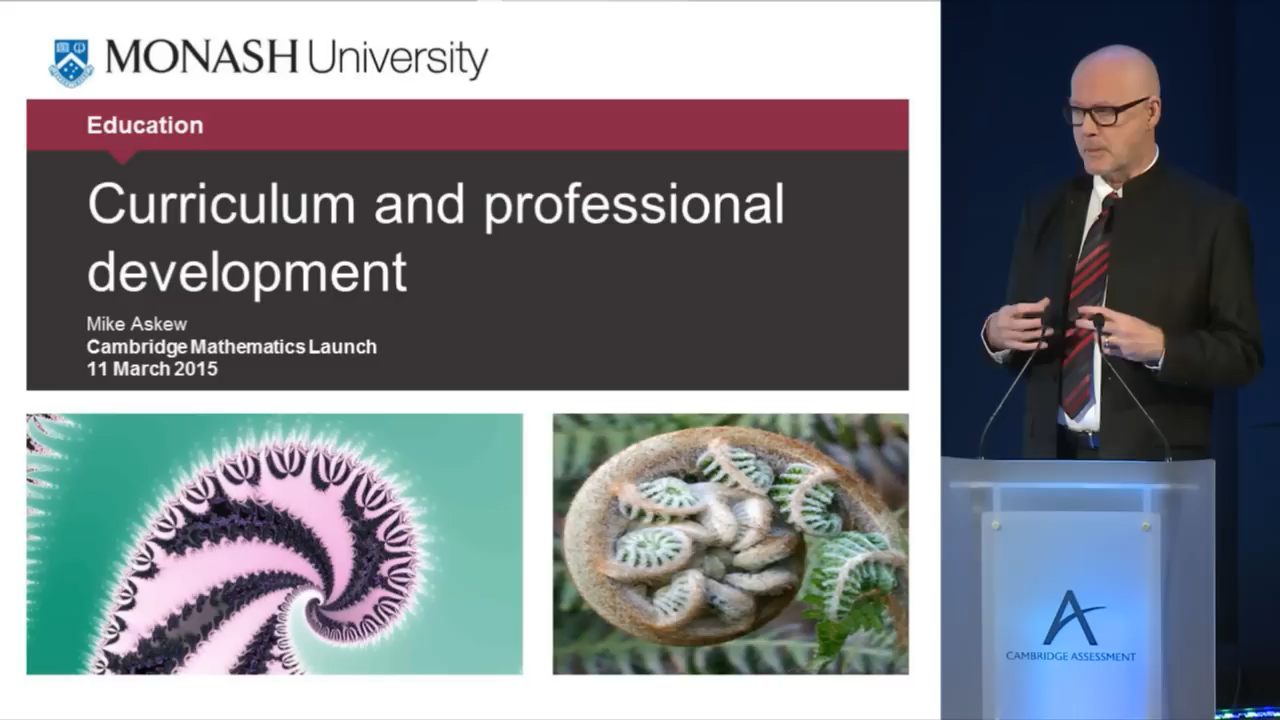 MONASH University
Education
Curriculum and professional
development
Mike Askew
Cambridge Mathematics Launch
11 March 2015
CAMBRIDGE ASSESSMENT